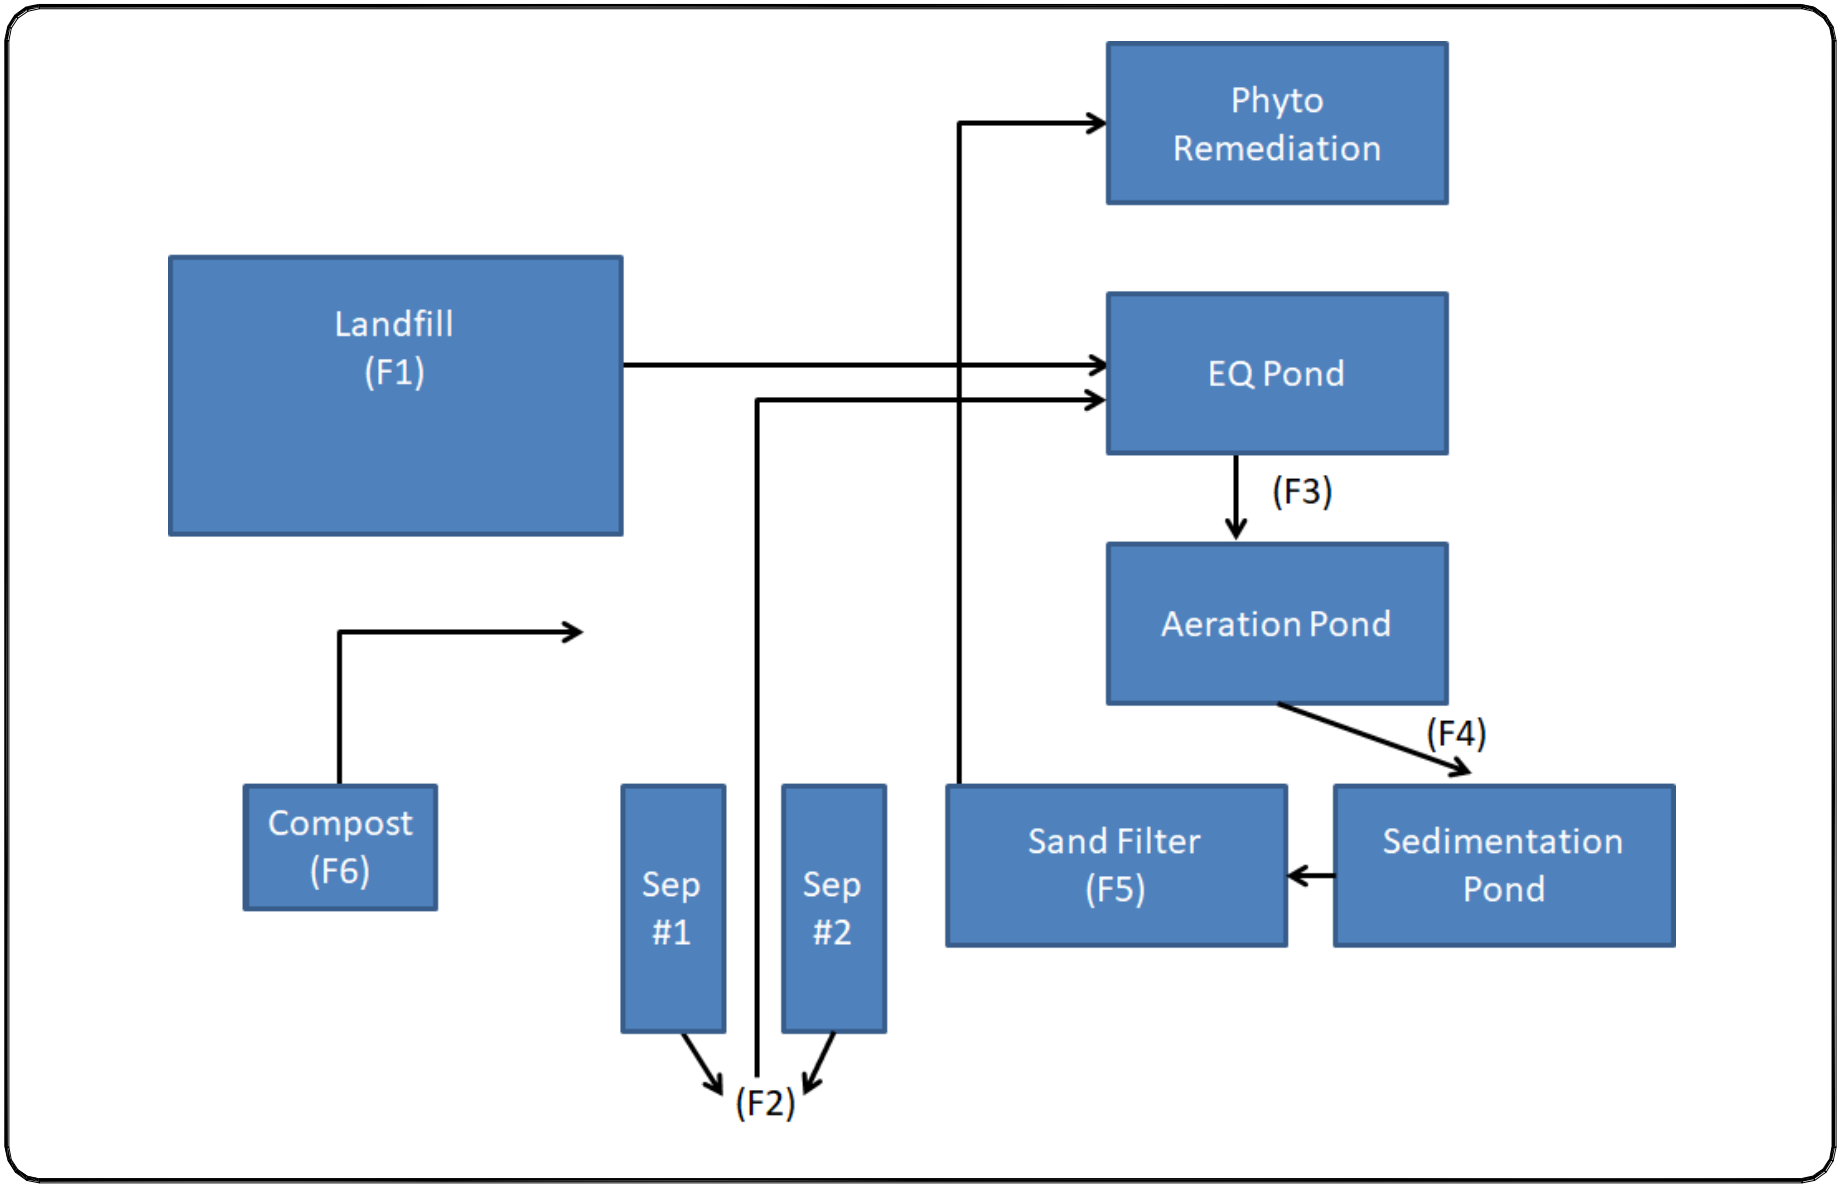 Phyto
Remediation
Landfill
(F1)
EQ Pond
(F3)
Aeration Pond
(F4)
Compost
(F6)
Sep
#1
Sep
#2
Sand Filter
(F5)
Sedimentation
Pond
(F2)